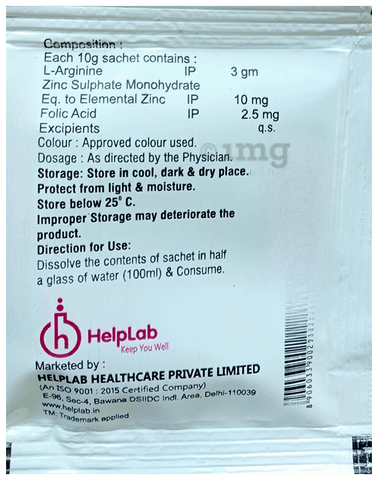 Composition :
Each 10g sachet contains :
L-Arginine IP 3 gm
Zinc Sulphate Monohydrate
Eq. to Elemental Zinc IP 10 mg
Folic Acid IP 2.5 mg
Excipients q.s.
Colour : Approved colour used.
Dosage : As directed by the Physician.
1mg
Storage: Store in cool, dark & dry place.
Protect from light & moisture.
Store below 25° C.
Improper Storage may deteriorate the
product.
Direction for Use:
Dissolve the contents of sachet in half
a glass of water (100ml) & Consume.
h HelpLab
Keep You Well
Marketed by :
HELPLAB HEALTHCARE PRIVATE LIMITED
(An ISO 9001 : 2015 Certified Company)
E-96, Sec-4, Bawana DSIIDC Indl. Area, Delhi-110039
www.helplab.in
TM: Trademark applied